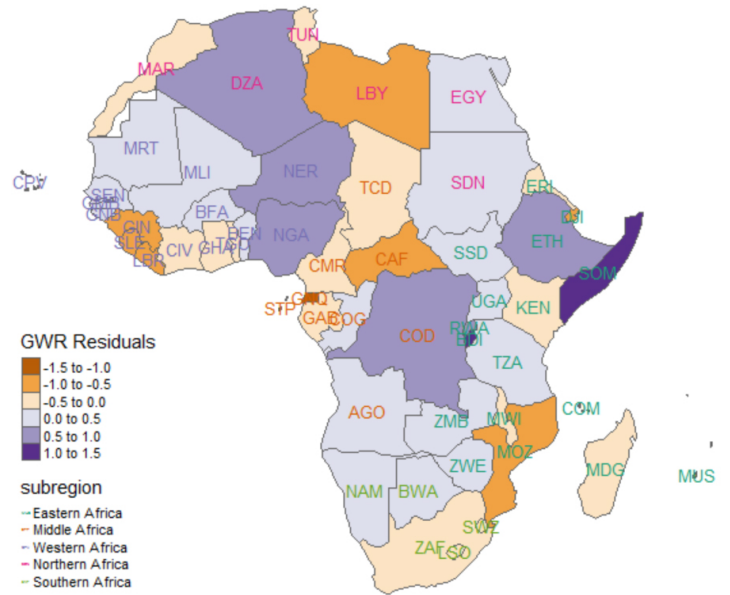 TUN
MAR
DZA
LBY
EGY
MRT
MLI
NER
TCD
SDN
ERI
CPV
SEN
GMB
GNB
BFA
DJI
GIN
BEN
NGA
ETH
SLE
CIV
GHA
TGO
SSD
LBR
CMR
CAF
SOM
GNQ
UGA
KEN
STP
GAB
COG
RWA
COD
BDI
TZA
AGO
COM
ZMB
MWI
MOZ
ZWE
MDG
MUS
NAM
BWA
SWZ
ZAF
LSO
GWR Residuals
-1.5 to -1.0
-1.0 to -0.5
-0.5 to 0.0
0.0 to 0.5
0.5 to 1.0
1.0 to 1.5
subregion
Eastern Africa
Middle Africa
Western Africa
Northern Africa
Southern Africa